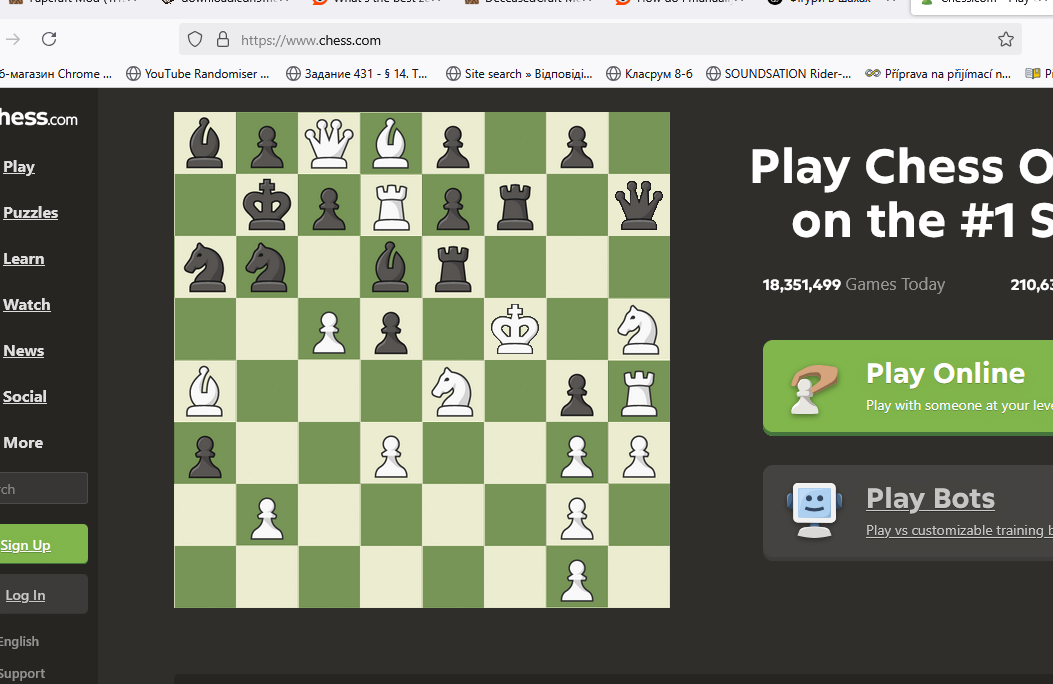 https://www.chess.com
б-магазин Chrome ...
YouTube Randomiser ...
Задание 431 - § 14. Т...
Site search » Відповіді...
Класрум 8-б
SOUNDSATION Rider-...
Příprava na přijímací n...
hess.com
Play
Puzzles
Learn
Watch
News
Social
More
rch
Sign Up
Log In
English
Support
Play Chess O
on the #1 S
18,351,499 Games Today
210,63
Play Online
Play with someone at your leve
Play Bots
Play vs customizable training b